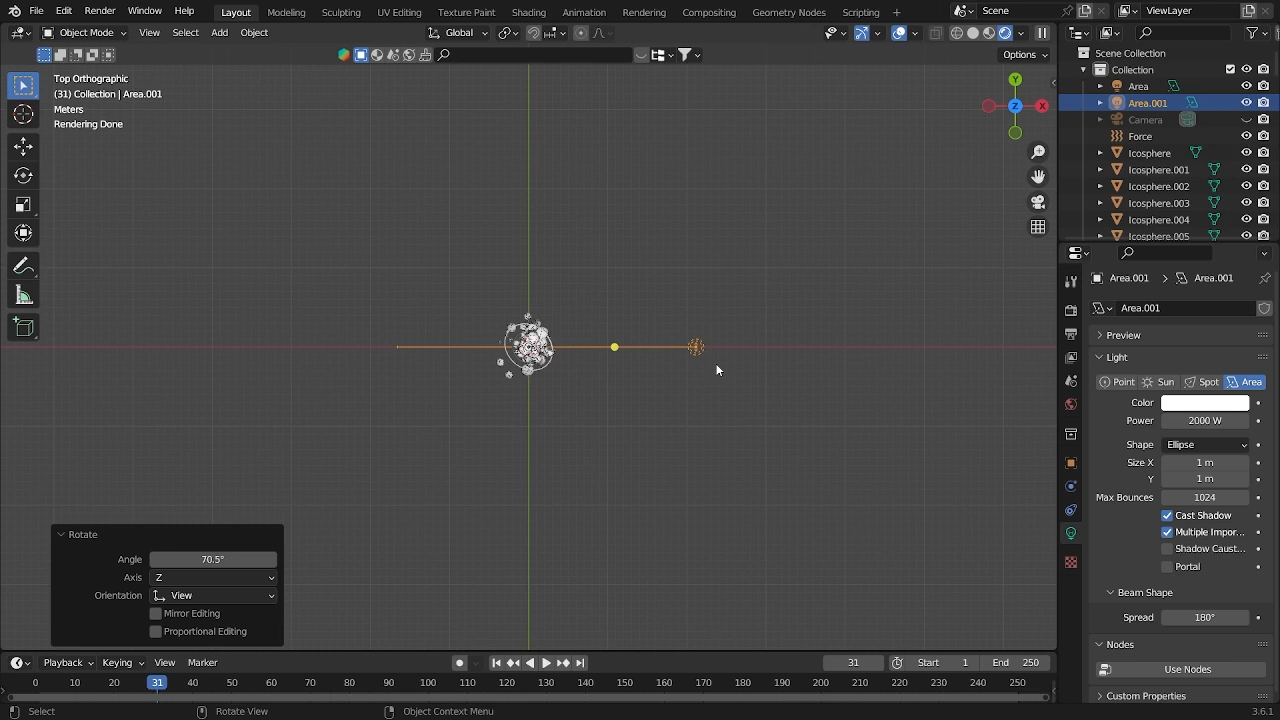 File Edit Render Window Help Layout Modeling Sculpting UV Editing Texture Paint Shading Animation Rendering Compositing Geometry Nodes Scripting + Scene ViewLayer
Object Mode View Select Add Object Global
Options
Top Orthographic
(31) Collection | Area.001
Meters
Rendering Done
Y
X
Z
Scene Collection
Collection
Area
Area.001
Camera
Force
Icosphere
Icosphere.001
Icosphere.002
Icosphere.003
Icosphere.004
Icosphere.005
Area.001 > Area.001
Area.001
Preview
Light
Point Sun Spot Area
Color
Power 2000 W
Shape Ellipse
Size X 1 m
Y 1 m
Max Bounces 1024
Cast Shadow
Multiple Impor...
Shadow Caust...
Portal
Beam Shape
Spread 180°
Nodes
Use Nodes
Custom Properties
Rotate
Angle 70.5°
Axis Z
Orientation View
Mirror Editing
Proportional Editing
Playback Keying View Marker 31 Start 1 End 250
0 10 20 31 40 50 60 70 80 90 100 110 120 130 140 150 160 170 180 190 200 210 220 230 240 250
Select Rotate View Object Context Menu 3.6.1